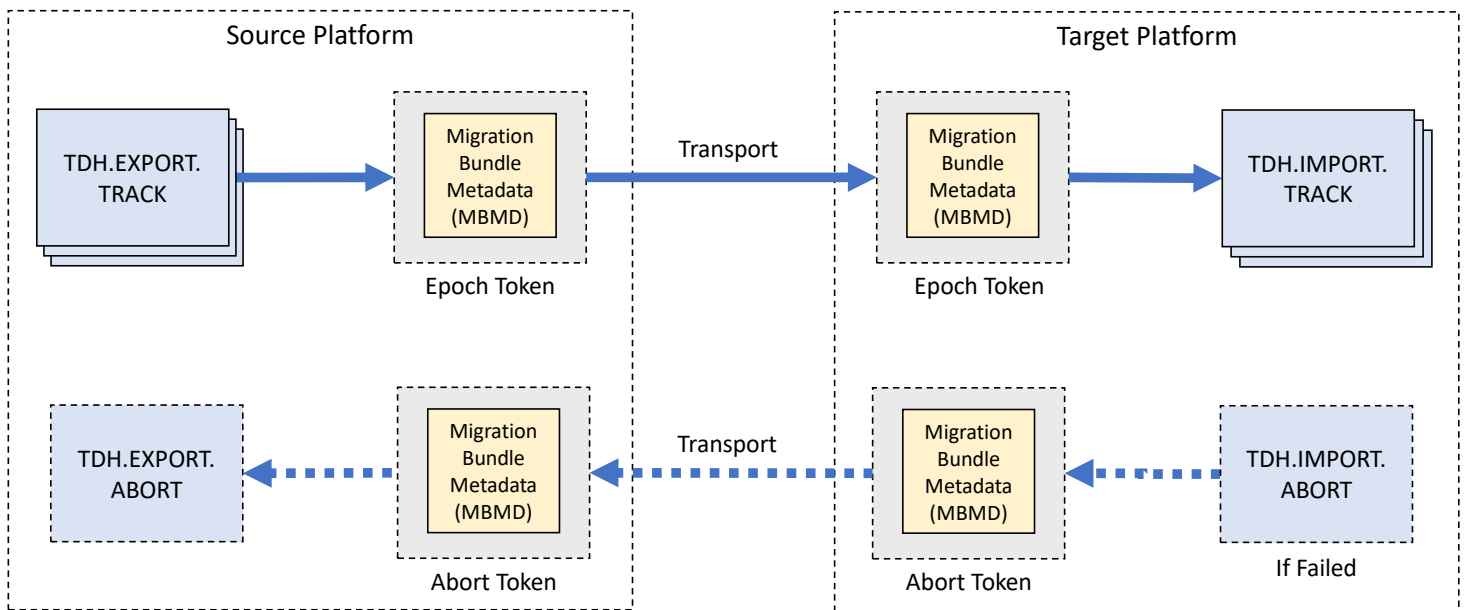 Source Platform
Target Platform
TDH.EXPORT.
TRACK
Migration
Bundle
Metadata
(MBMD)
Epoch Token
Transport
Migration
Bundle
Metadata
(MBMD)
Epoch Token
TDH.IMPORT.
TRACK
TDH.EXPORT.
ABORT
Migration
Bundle
Metadata
(MBMD)
Abort Token
Transport
Migration
Bundle
Metadata
(MBMD)
Abort Token
TDH.IMPORT.
ABORT
If Failed